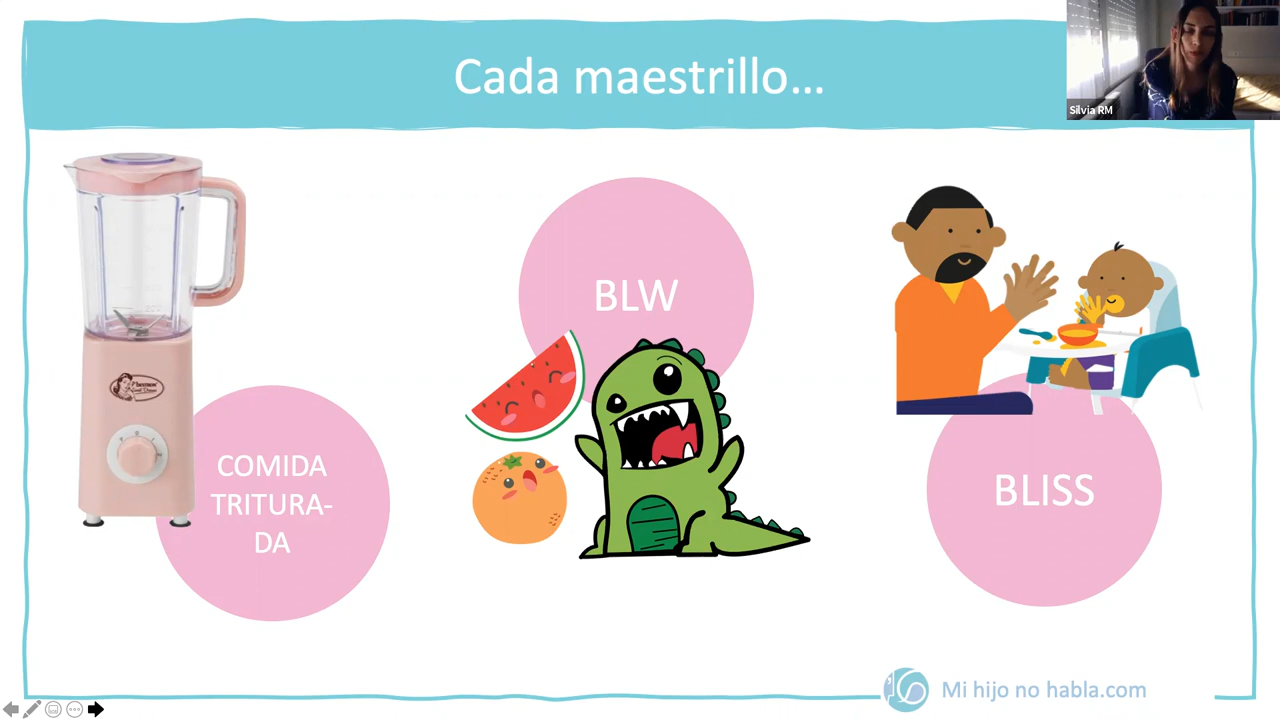 Cada maestrillo...
Silvia RM
BLW
COMIDA
TRITURA-
DA
BLISS
Mi hijo no habla.com